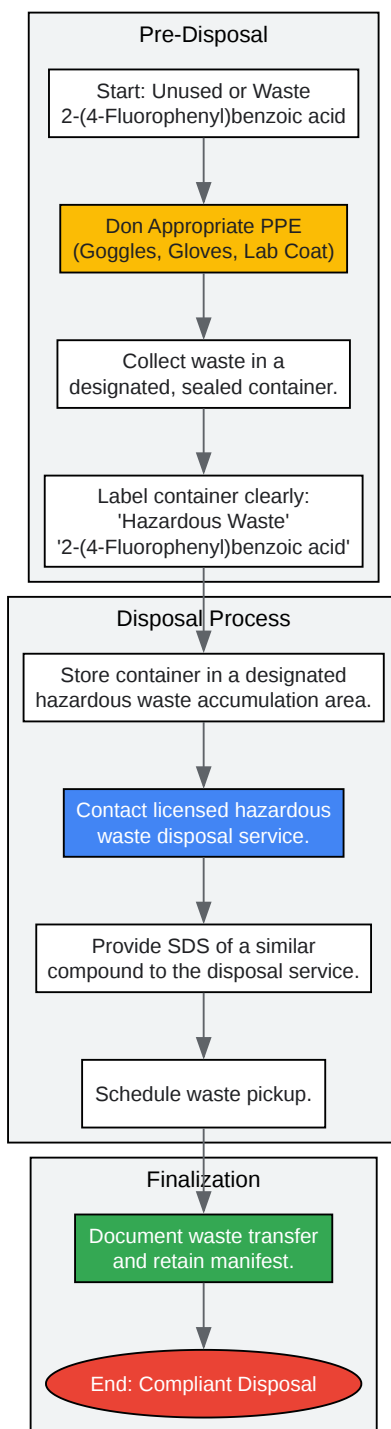 Pre-Disposal
Start: Unused or Waste
2-(4-Fluorophenyl)benzoic acid
Don Appropriate PPE
(Goggles, Gloves, Lab Coat)
Collect waste in a
designated, sealed container.
Label container clearly:
'Hazardous Waste'
'2-(4-Fluorophenyl)benzoic acid'
Disposal Process
Store container in a designated
hazardous waste accumulation area.
Contact licensed hazardous
waste disposal service.
Provide SDS of a similar
compound to the disposal service.
Schedule waste pickup.
Finalization
Document waste transfer
and retain manifest.
End: Compliant Disposal